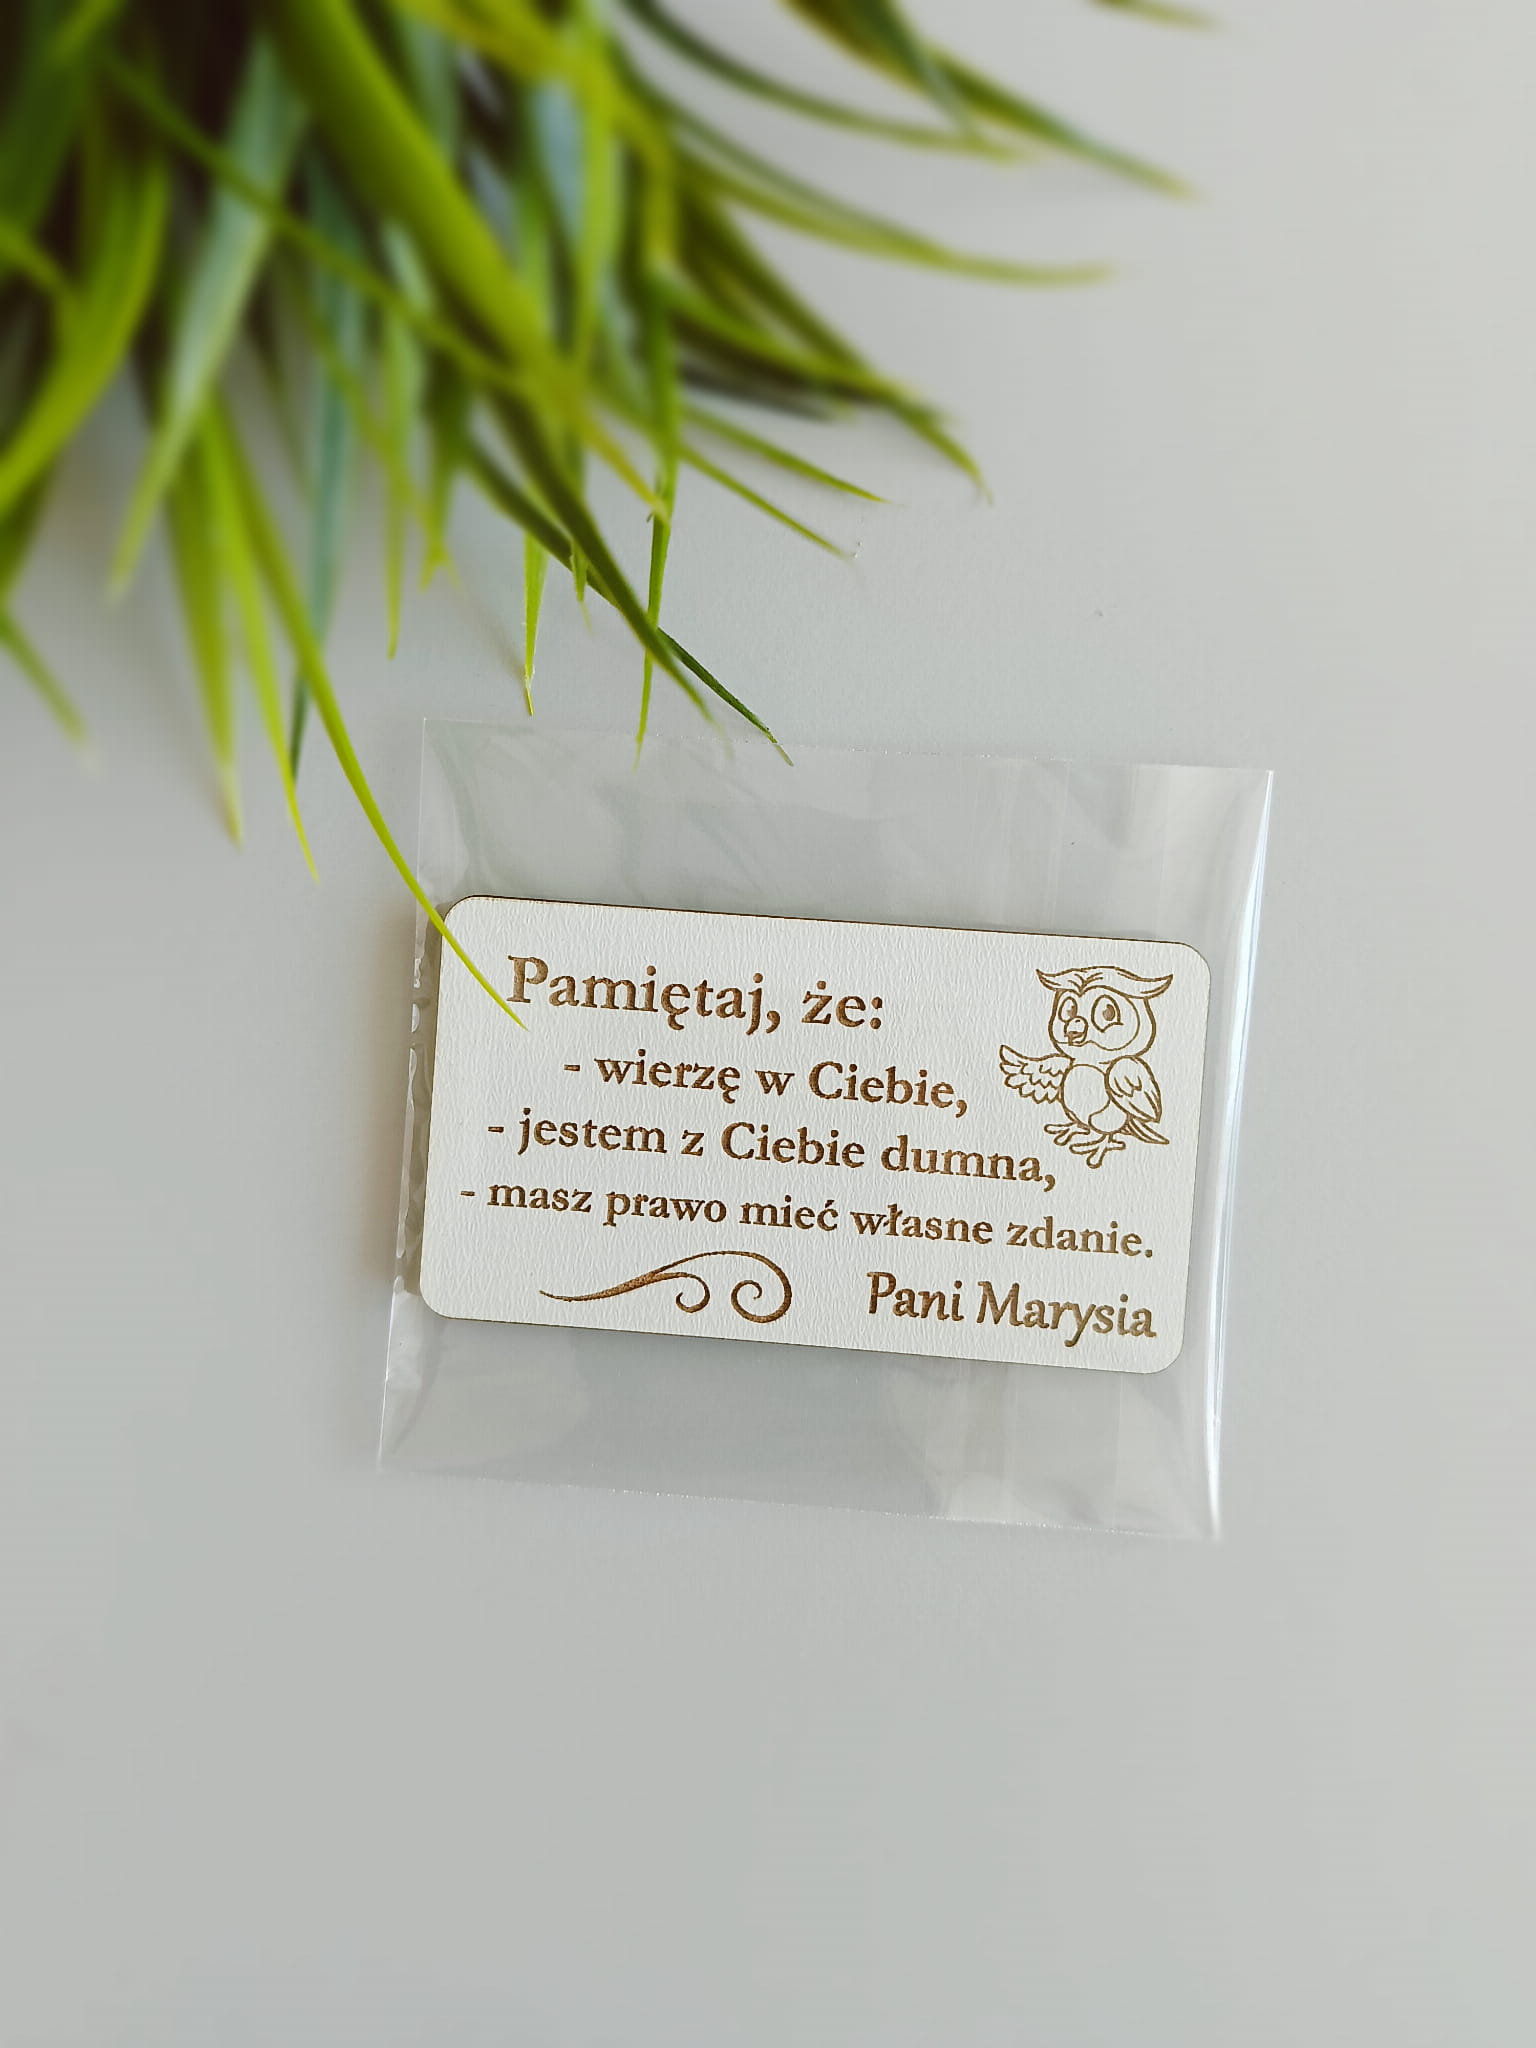 Pamiętaj, że:
- wierzę w Ciebie,
- jestem z Ciebie dumna,
- masz prawo mieć własne zdanie.
Pani Marysia